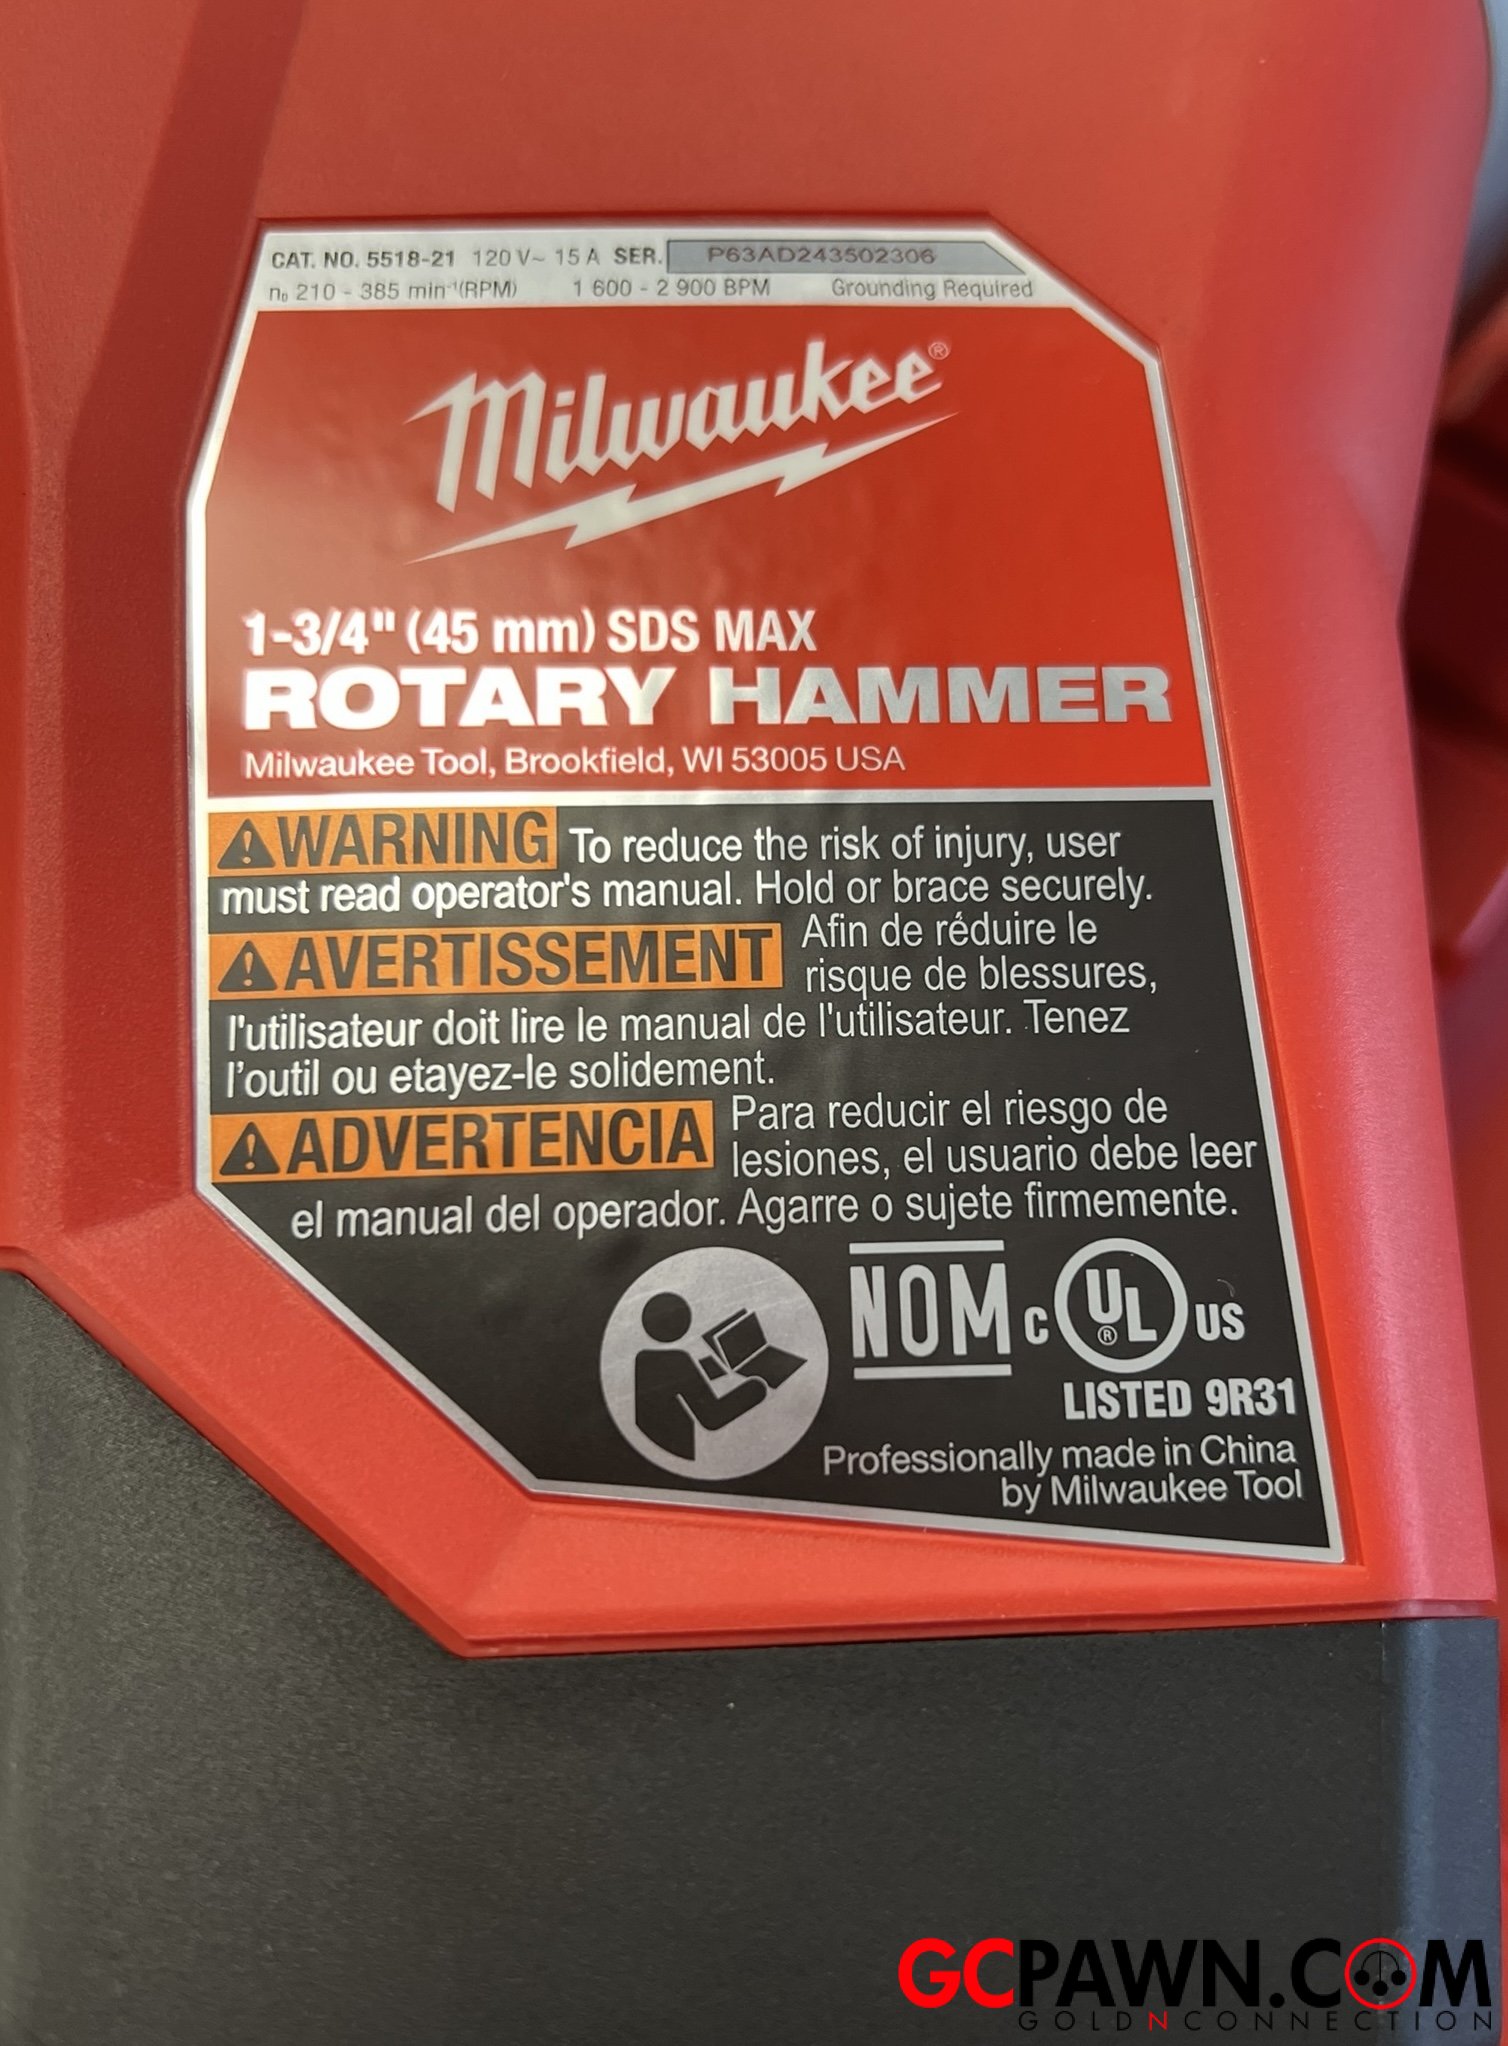 CAT. NO. 5518-21 120 V~ 15 A SER. P63AD243502306
n₀ 210 - 385 min⁻¹(RPM) 1 600 - 2 900 BPM Grounding Required
Milwaukee®
1-3/4" (45 mm) SDS MAX
ROTARY HAMMER
Milwaukee Tool, Brookfield, WI 53005 USA
⚠WARNING To reduce the risk of injury, user
must read operator's manual. Hold or brace securely.
⚠AVERTISSEMENT Afin de réduire le
risque de blessures,
l'utilisateur doit lire le manual de l'utilisateur. Tenez
l'outil ou etayez-le solidement.
⚠ADVERTENCIA Para reducir el riesgo de
lesiones, el usuario debe leer
el manual del operador. Agarre o sujete firmemente.
NOM C UL® US
LISTED 9R31
Professionally made in China
by Milwaukee Tool
GCPAWN.COM
GOLDNCONNECTION